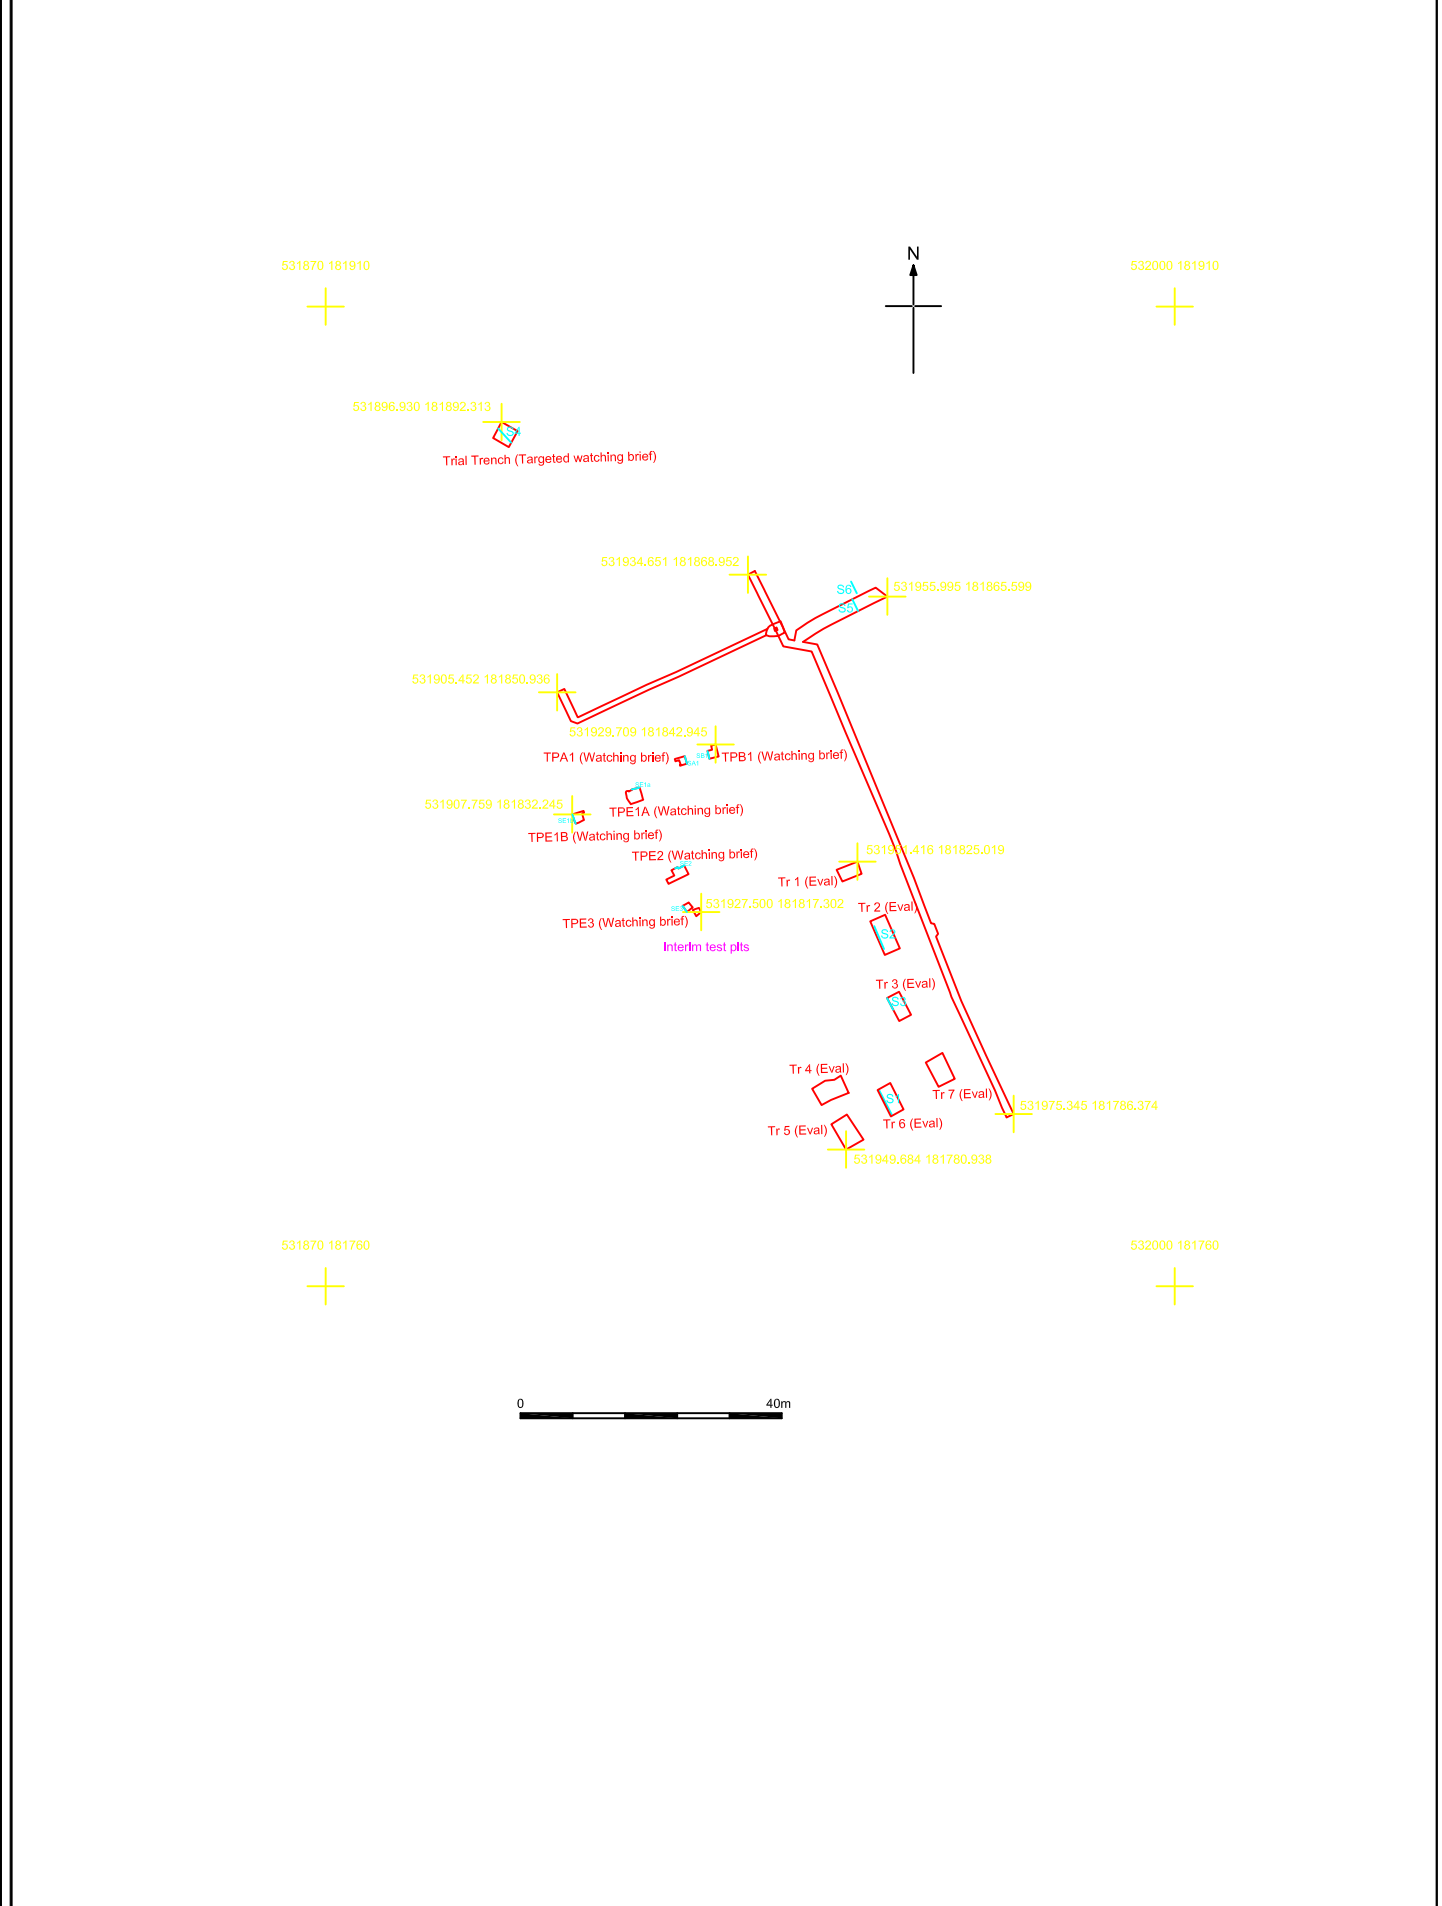 531870 181910
N
532000 181910
531896.930 181892.313
S4
Trial Trench (Targeted watching brief)
531934.651 181868.952
S6
531955.995 181865.599
S5
531905.452 181850.936
531929.709 181842.945
TPA1 (Watching brief)
TPB1 (Watching brief)
531907.759 181832.245
TPE1A (Watching brief)
TPE1B (Watching brief)
TPE2 (Watching brief)
181825.019
Tr 1 (Eval)
531927.500 181817.302
Tr 2 (Eval)
TPE3 (Watching brief)
S2
Interim test pits
Tr 3 (Eval)
S3
Tr 4 (Eval)
Tr 7 (Eval)
S1
531975.345 181786.374
Tr 6 (Eval)
Tr 5 (Eval)
531949.684 181780.938
531870 181760
532000 181760
0 40m